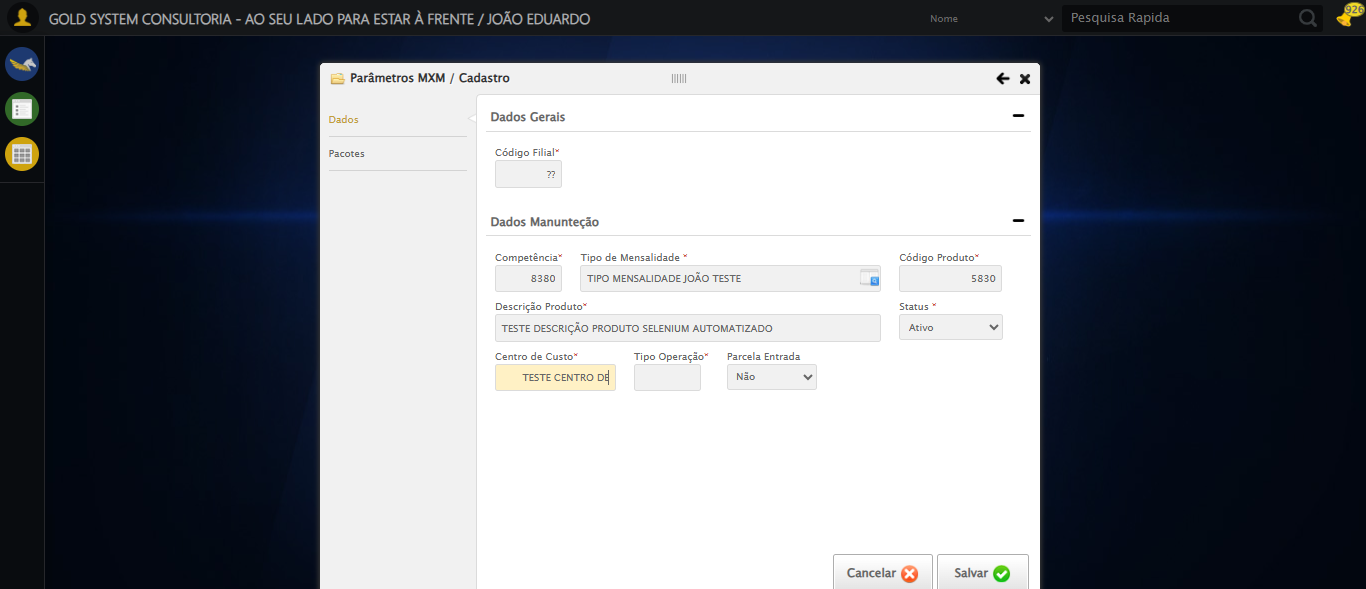 GOLD SYSTEM CONSULTORIA - AO SEU LADO PARA ESTAR À FRENTE / JOÃO EDUARDO
Nome
Pesquisa Rapida
926
Parâmetros MXM / Cadastro
Dados
Pacotes
Dados Gerais
Código Filial*
??
Dados Manunteção
Competência* Tipo de Mensalidade * Código Produto*
8380 TIPO MENSALIDADE JOÃO TESTE 5830
Descrição Produto* Status *
TESTE DESCRIÇÃO PRODUTO SELENIUM AUTOMATIZADO Ativo
Centro de Custo* Tipo Operação* Parcela Entrada
TESTE CENTRO DE Não
Cancelar Salvar